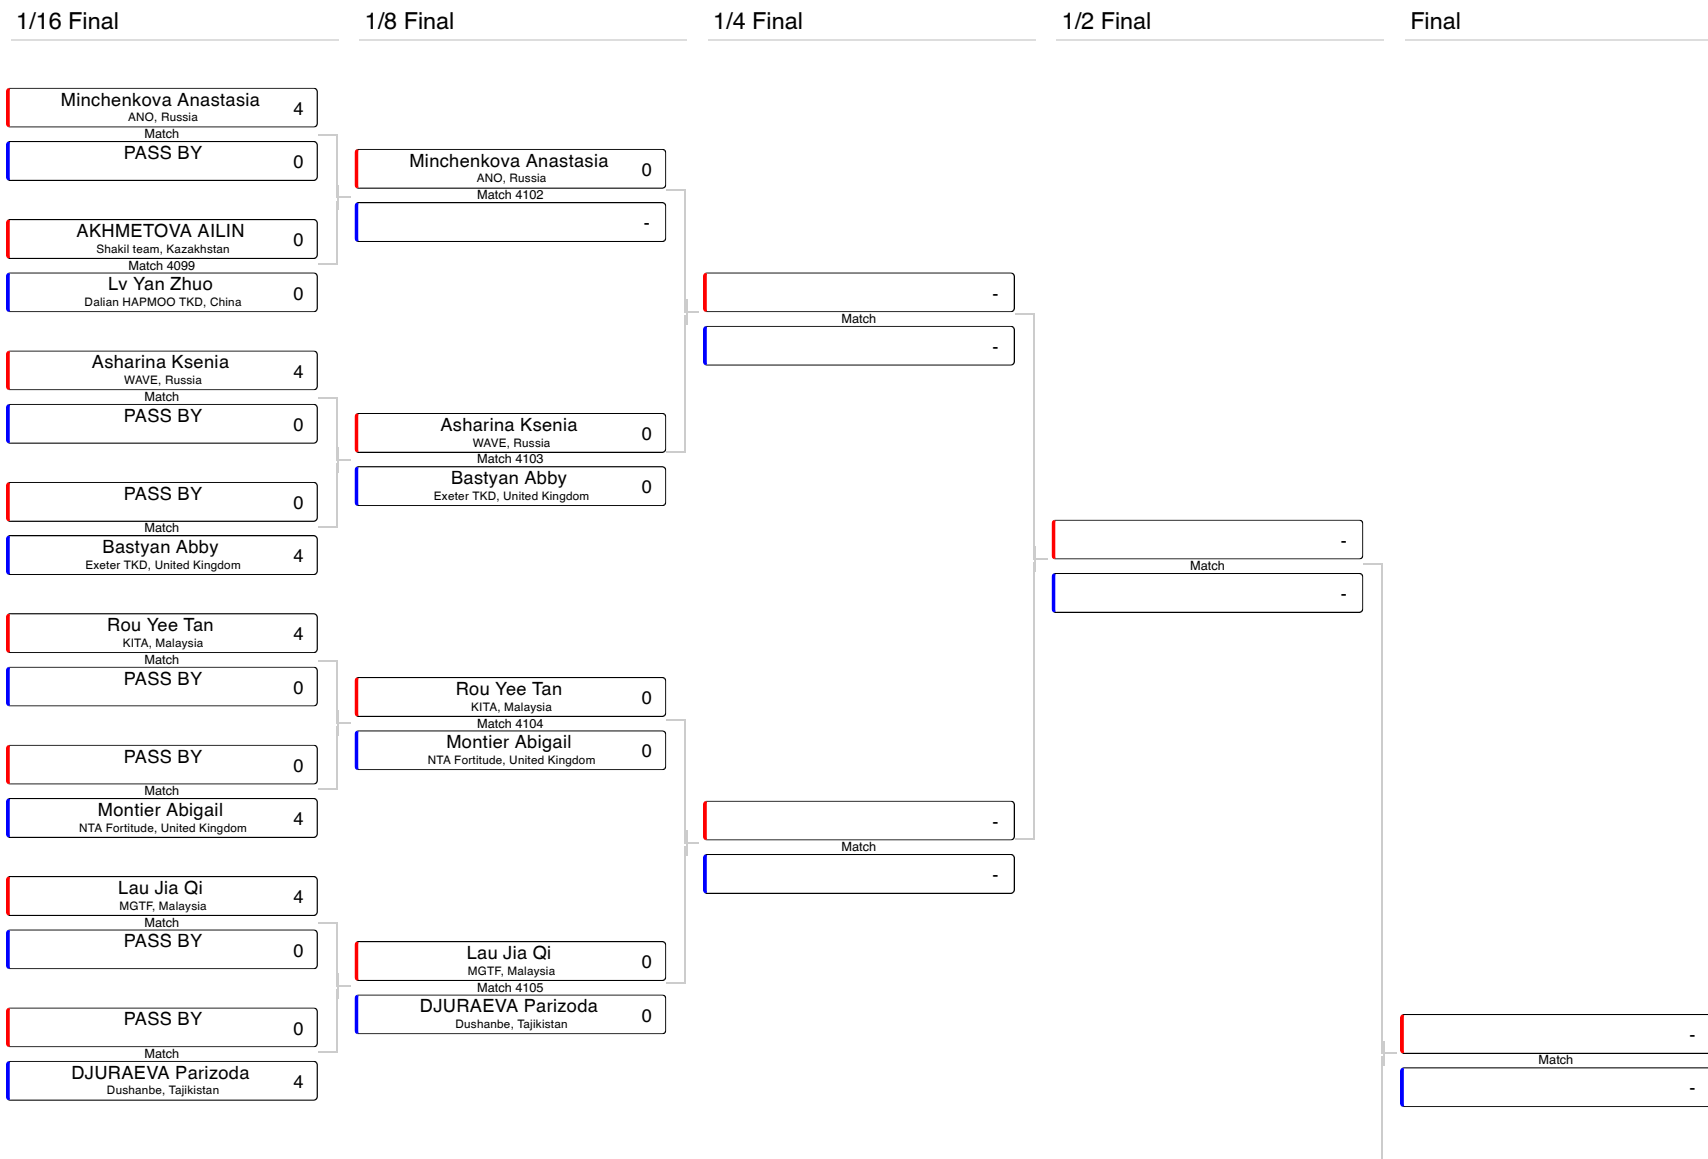 1/16 Final
1/8 Final
1/4 Final
1/2 Final
Final
Minchenkova Anastasia
ANO, Russia
4
Match
PASS BY
0
AKHMETOVA AILIN
Shakil team, Kazakhstan
0
Match 4099
Lv Yan Zhuo
Dalian HAPMOO TKD, China
0
Asharina Ksenia
WAVE, Russia
4
Match
PASS BY
0
PASS BY
0
Match
Bastyan Abby
Exeter TKD, United Kingdom
4
Rou Yee Tan
KITA, Malaysia
4
Match
PASS BY
0
PASS BY
0
Match
Montier Abigail
NTA Fortitude, United Kingdom
4
Lau Jia Qi
MGTF, Malaysia
4
Match
PASS BY
0
PASS BY
0
Match
DJURAEVA Parizoda
Dushanbe, Tajikistan
4
Minchenkova Anastasia
ANO, Russia
0
Match 4102
-
Asharina Ksenia
WAVE, Russia
0
Match 4103
Bastyan Abby
Exeter TKD, United Kingdom
0
Rou Yee Tan
KITA, Malaysia
0
Match 4104
Montier Abigail
NTA Fortitude, United Kingdom
0
Lau Jia Qi
MGTF, Malaysia
0
Match 4105
DJURAEVA Parizoda
Dushanbe, Tajikistan
0
-
Match
-
-
Match
-
-
Match
-
-
Match
-